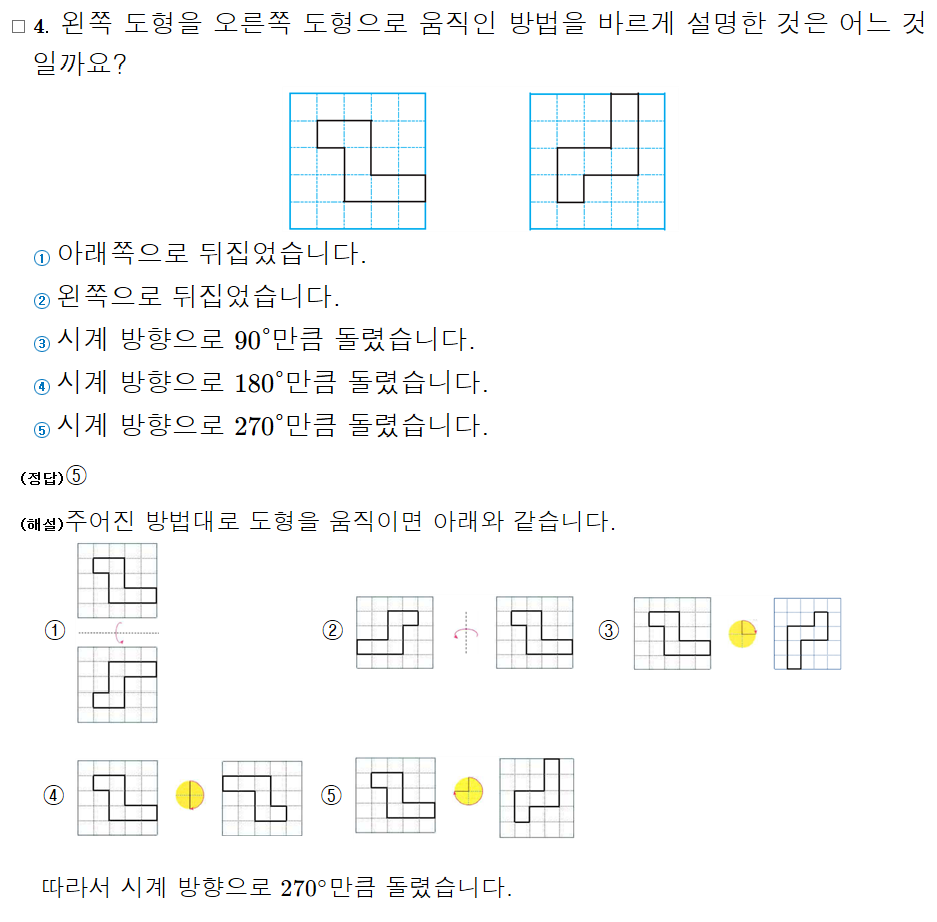 □ 4. 왼쪽 도형을 오른쪽 도형으로 움직인 방법을 바르게 설명한 것은 어느 것
일까요?
① 아래쪽으로 뒤집었습니다.
② 왼쪽으로 뒤집었습니다.
③ 시계 방향으로 90°만큼 돌렸습니다.
④ 시계 방향으로 180°만큼 돌렸습니다.
⑤ 시계 방향으로 270°만큼 돌렸습니다.
(정답)⑤
(해설)주어진 방법대로 도형을 움직이면 아래와 같습니다.
① ② ③
④ ⑤
따라서 시계 방향으로 270°만큼 돌렸습니다.